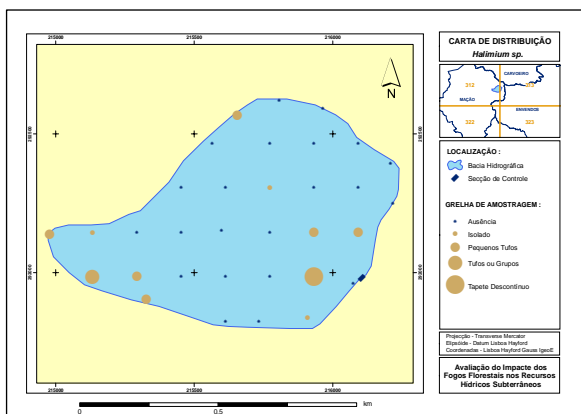 215000
215500
216000
N
km
0
0.5
1
CARTA DE DISTRIBUIÇÃO
Halimium sp.
CARVOEIRO
312
MAÇÃO
ENVENDOS
322
323
LOCALIZAÇÃO :
Bacia Hidrográfica
Secção de Controle
GRELHA DE AMOSTRAGEM :
Ausência
Isolado
Pequenos Tufos
Tufos ou Grupos
Tapete Descontínuo
Projecção - Transverse Mercator
Elipsóide - Datum Lisboa Hayford
Coordenadas - Lisboa Hayford Gauss IgeoE
Avaliação do Impacte dos
Fogos Florestais nos Recursos
Hídricos Subterrâneos